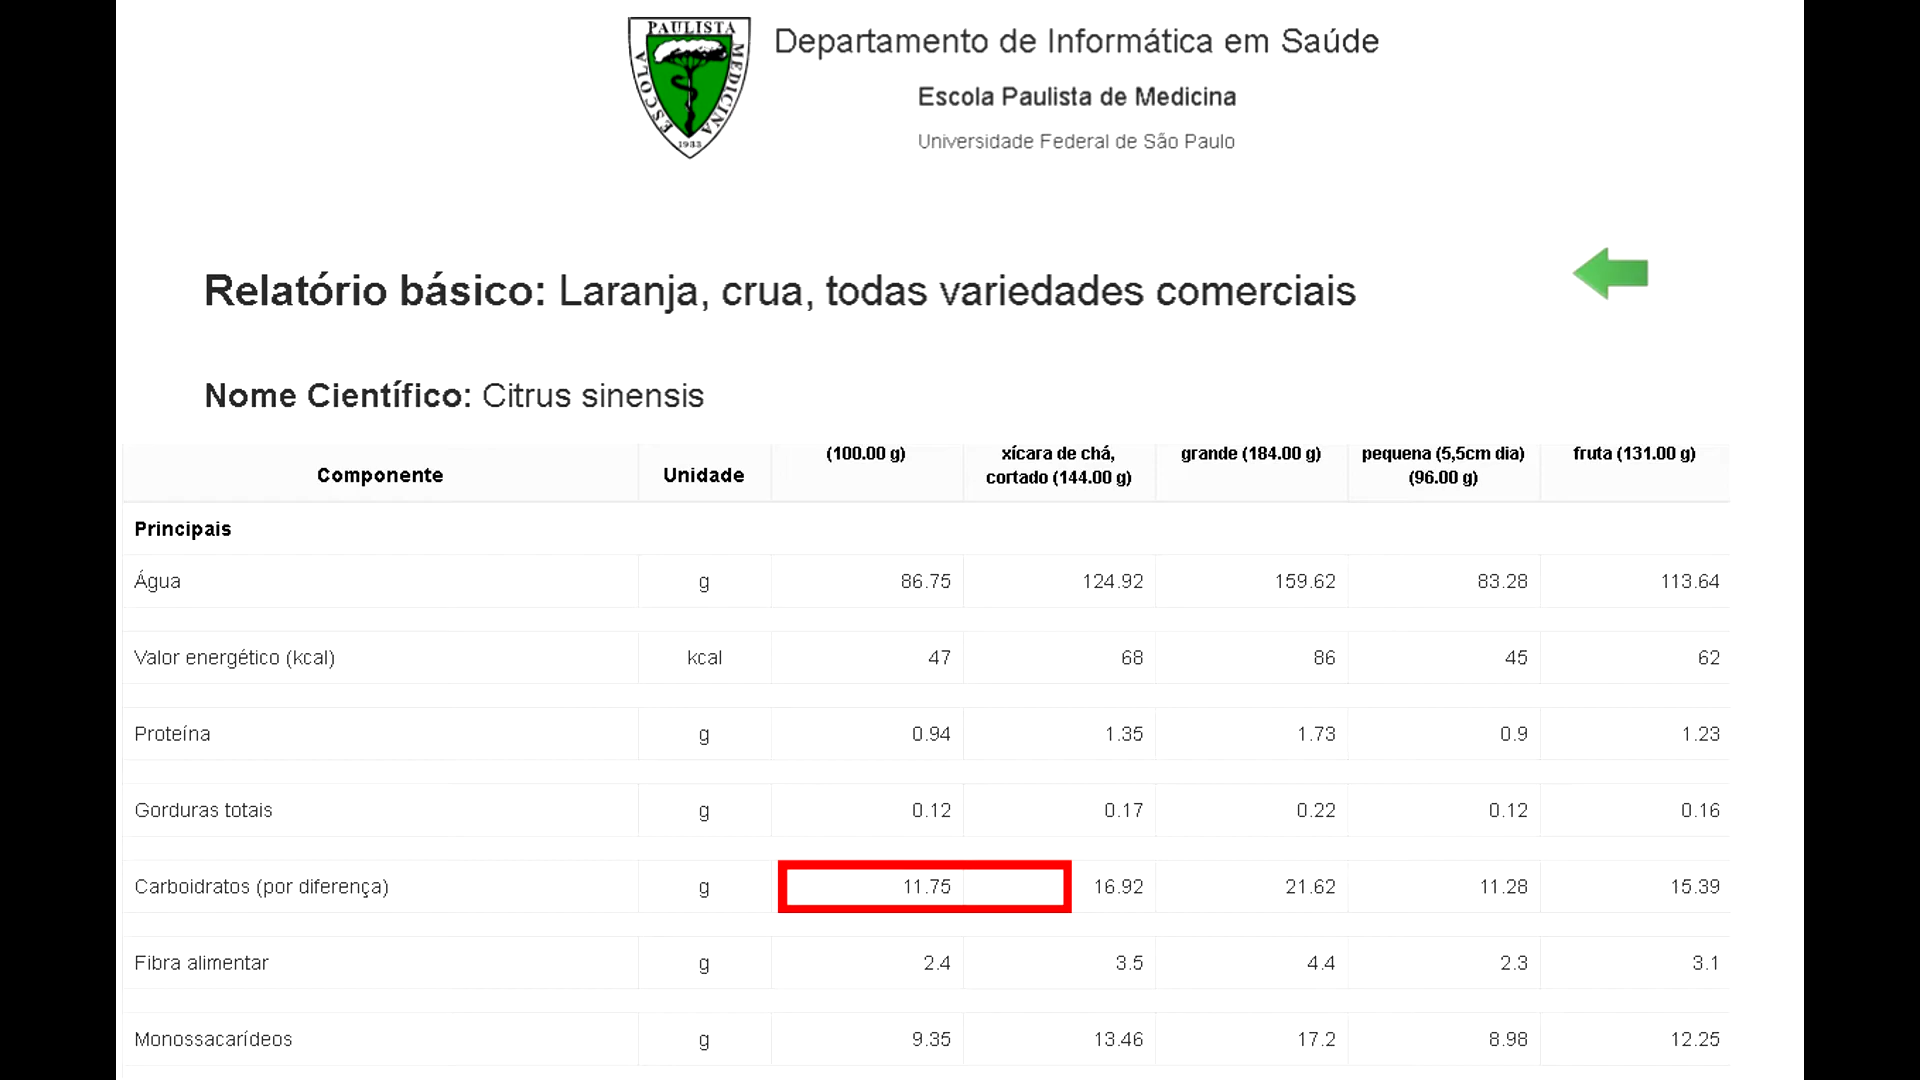 PAULISTA
ESCOLA
MEDICINA
1933
Departamento de Informática em Saúde
Escola Paulista de Medicina
Universidade Federal de São Paulo
Relatório básico: Laranja, crua, todas variedades comerciais
Nome Científico: Citrus sinensis
Componente Unidade (100.00 g) xícara de chá, cortado (144.00 g) grande (184.00 g) pequena (5,5cm dia) (96.00 g) fruta (131.00 g)
Principais
Água g 86.75 124.92 159.62 83.28 113.64
Valor energético (kcal) kcal 47 68 86 45 62
Proteína g 0.94 1.35 1.73 0.9 1.23
Gorduras totais g 0.12 0.17 0.22 0.12 0.16
Carboidratos (por diferença) g 11.75 16.92 21.62 11.28 15.39
Fibra alimentar g 2.4 3.5 4.4 2.3 3.1
Monossacarídeos g 9.35 13.46 17.2 8.98 12.25